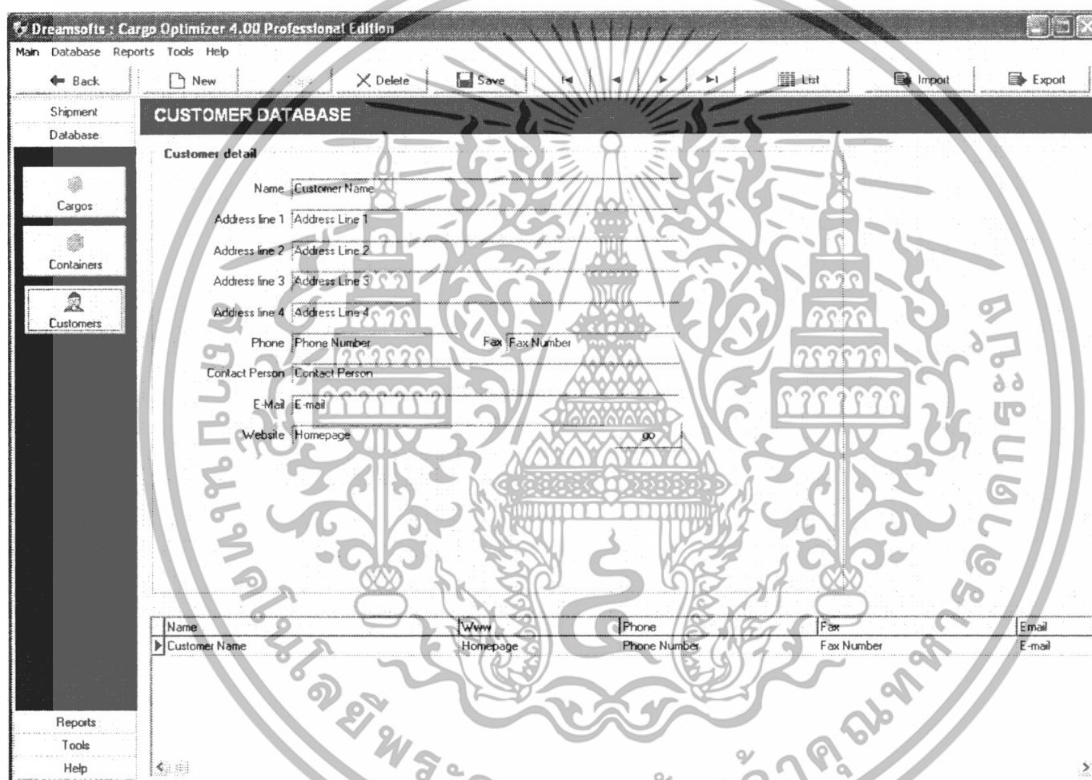 Dreamsofts : Cargo Optimizer 4.00 Professional Edition
Main Database Reports Tools Help
Back New Delete Save List Import Export
Shipment
Database
CUSTOMER DATABASE
Customer detail
Cargos
Containers
Customers
Name Customer Name
Address line 1 Address Line 1
Address line 2 Address Line 2
Address line 3 Address Line 3
Address line 4 Address Line 4
Phone Phone Number Fax Fax Number
Contact Person Contact Person
E-Mail E-mail
Website Homepage go
Name Www Phone Fax Email
Customer Name Homepage Phone Number Fax Number E-mail
Reports
Tools
Help